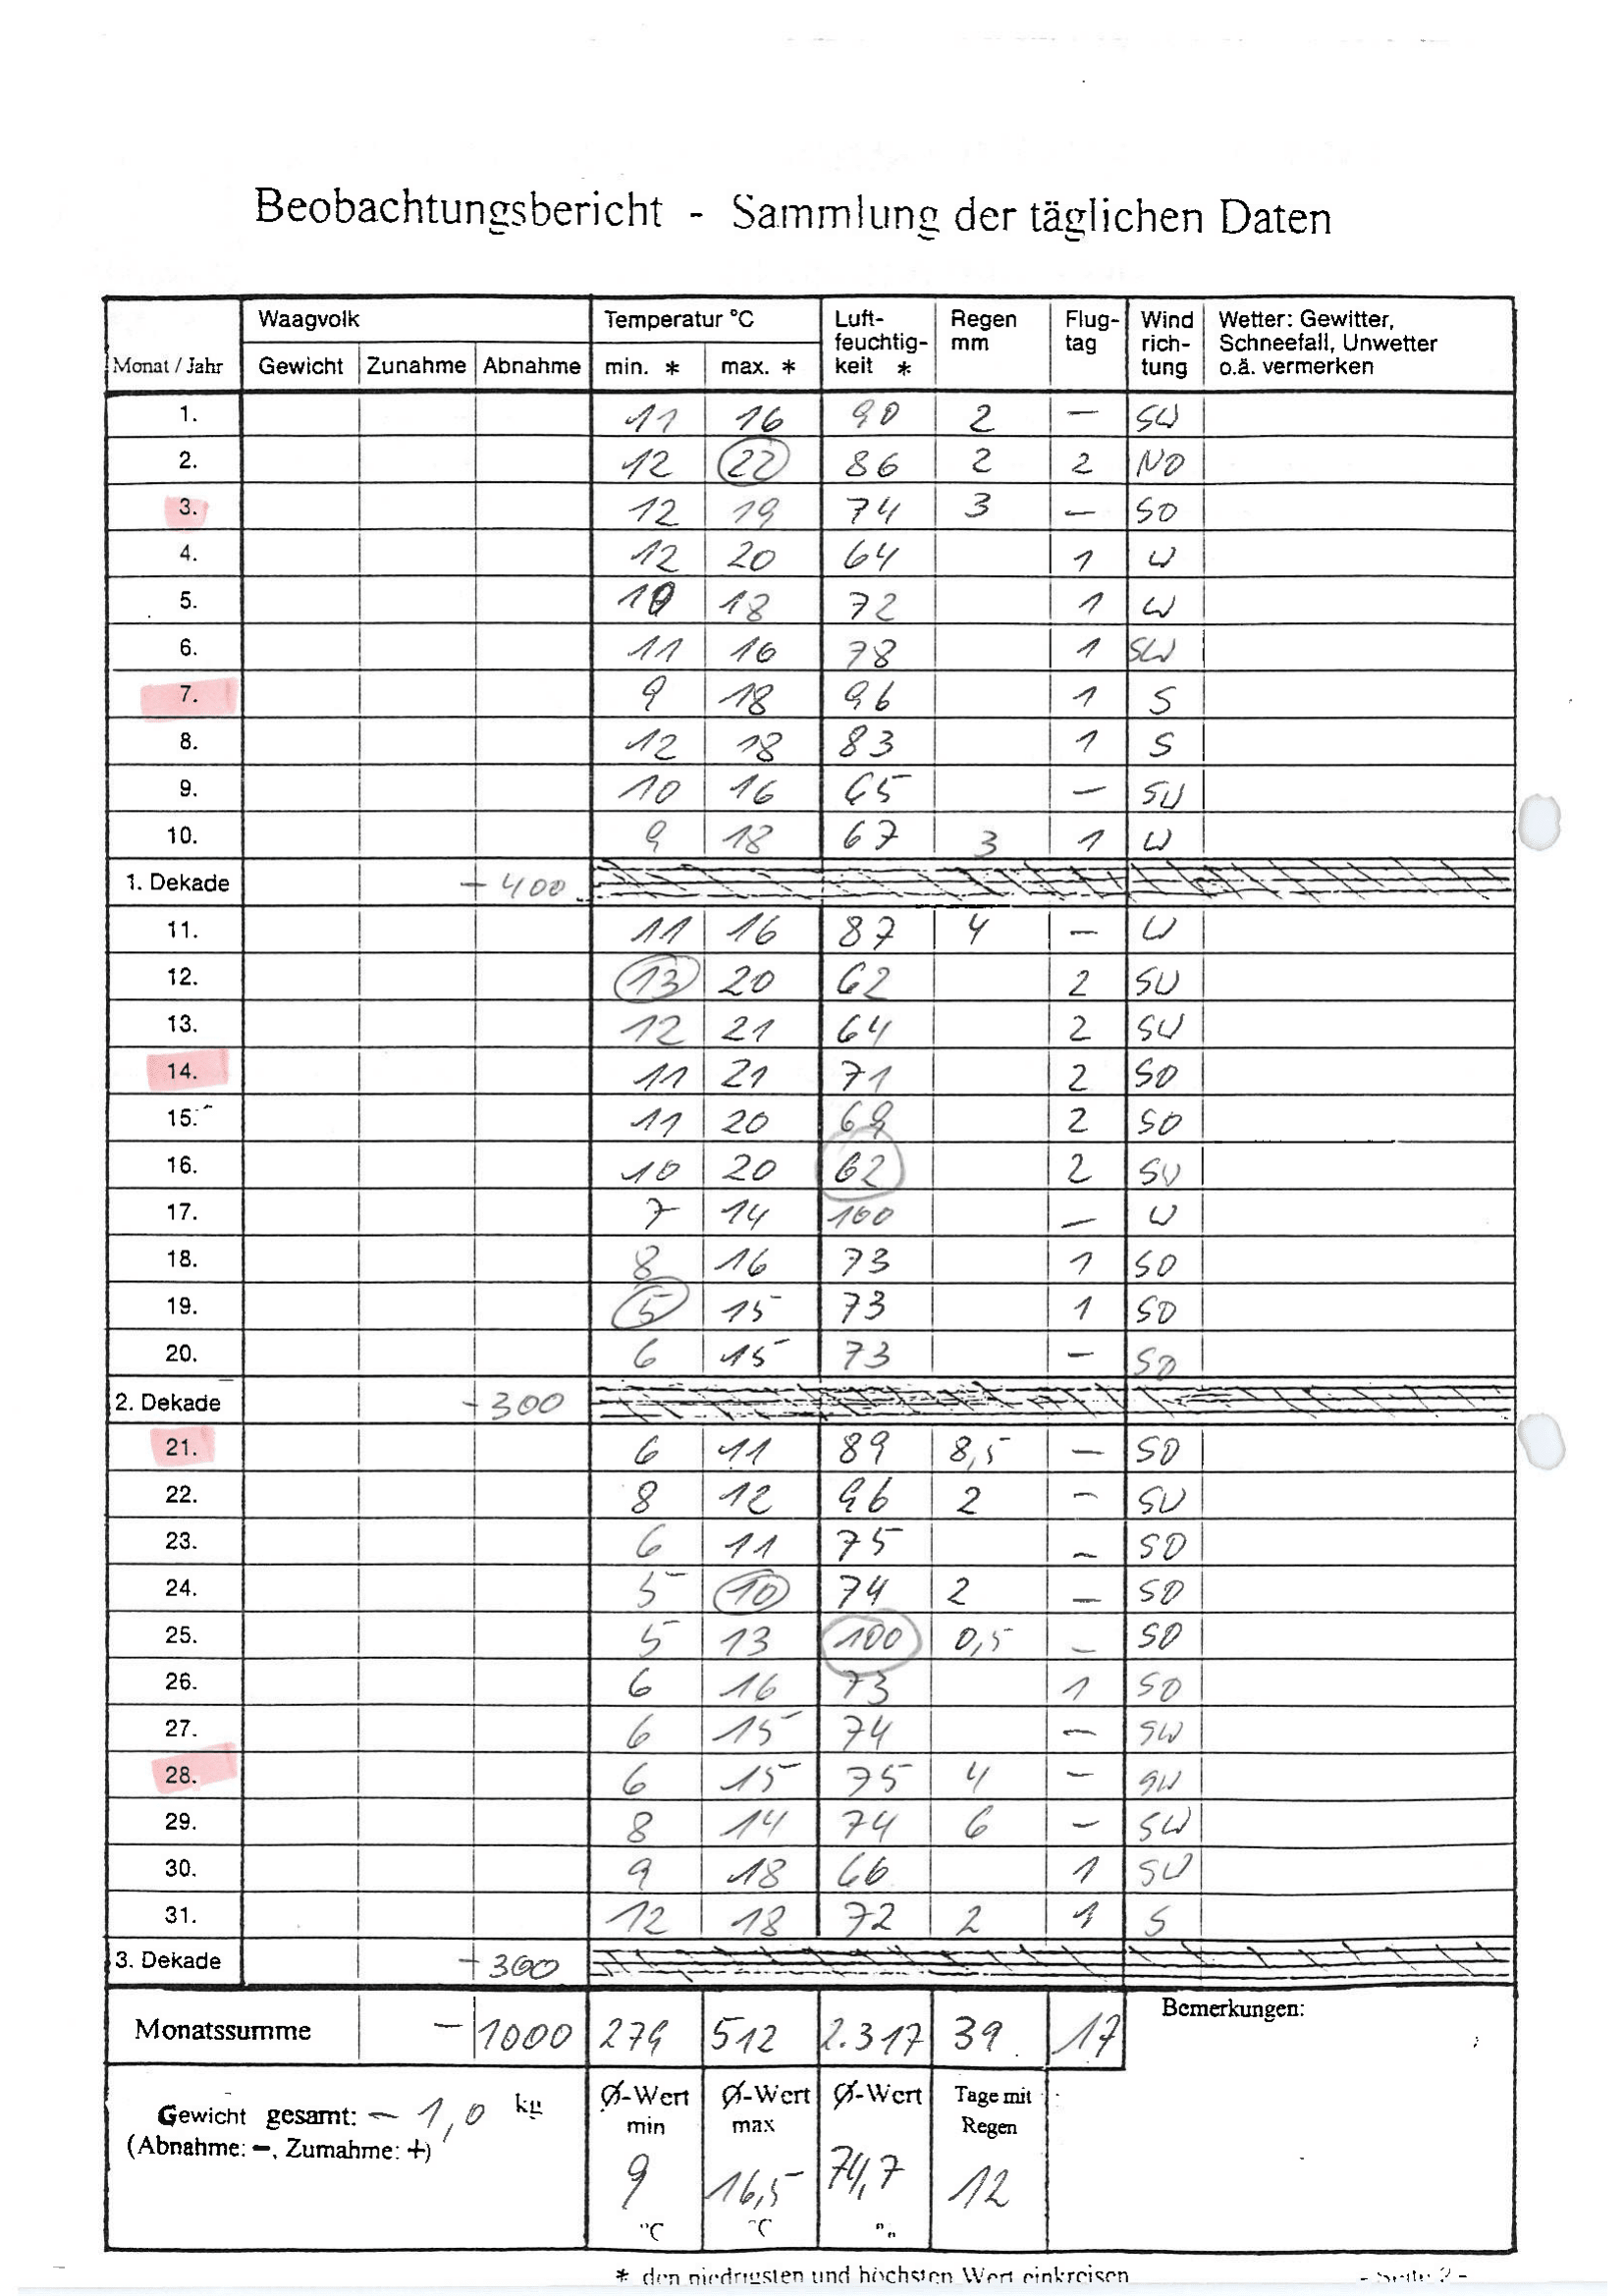 Beobachtungsbericht - Sammlung der täglichen Daten
Monat / Jahr Waagvolk Gewicht Zunahme Abnahme Temperatur °C min. * max. * Luft-feuchtig-keit * Regen mm Flug-tag Wind rich-tung Wetter: Gewitter, Schneefall, Unwetter o.ä. vermerken
1. 11 16 90 2 – SW
2. 12 22 86 2 2 NO
3. 12 19 74 3 – SO
4. 12 20 64 1 W
5. 10 18 72 1 W
6. 11 16 78 1 SW
7. 9 18 96 1 S
8. 12 18 83 1 S
9. 10 16 65 – SW
10. 9 18 67 3 1 W
1. Dekade - 400
11. 11 16 87 4 – W
12. 13 20 62 2 SW
13. 12 21 64 2 SW
14. 11 21 71 2 SO
15. 11 20 69 2 SO
16. 10 20 62 2 SW
17. 7 14 100 – W
18. 8 16 73 1 SO
19. 5 15 73 1 SO
20. 6 15 73 – SO
2. Dekade - 300
21. 6 11 89 8,5 – SO
22. 8 12 96 2 – SW
23. 6 11 75 – SO
24. 5 10 74 2 – SO
25. 5 13 100 0,5 – SO
26. 6 16 73 1 SO
27. 6 15 74 – SW
28. 6 15 75 4 – SW
29. 8 14 74 6 – SW
30. 9 18 66 1 SW
31. 12 18 72 2 1 S
3. Dekade - 300
Monatssumme – 1000 279 512 2.317 39 17 Bemerkungen:
Gewicht gesamt: – 1,0 kg
(Abnahme: –, Zumahme: +)
Ø-Wert min 9 °C
Ø-Wert max 16,5 °C
Ø-Wert 74,7
Tage mit Regen 12
* den niedrigsten und höchsten Wert einkreisen - Seite 2 -